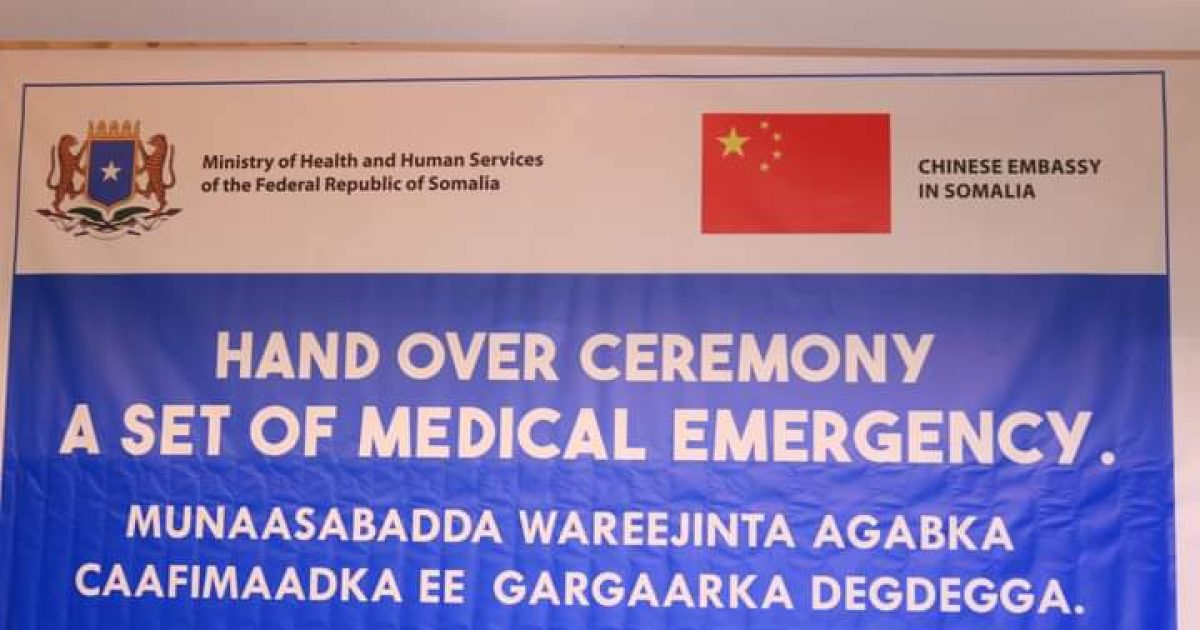 Ministry of Health and Human Services
of the Federal Republic of Somalia
CHINESE EMBASSY
IN SOMALIA
HAND OVER CEREMONY
A SET OF MEDICAL EMERGENCY.
MUNAASABADDA WAREEJINTA AGABKA
CAAFIMAADKA EE GARGAARKA DEGDEGGA.